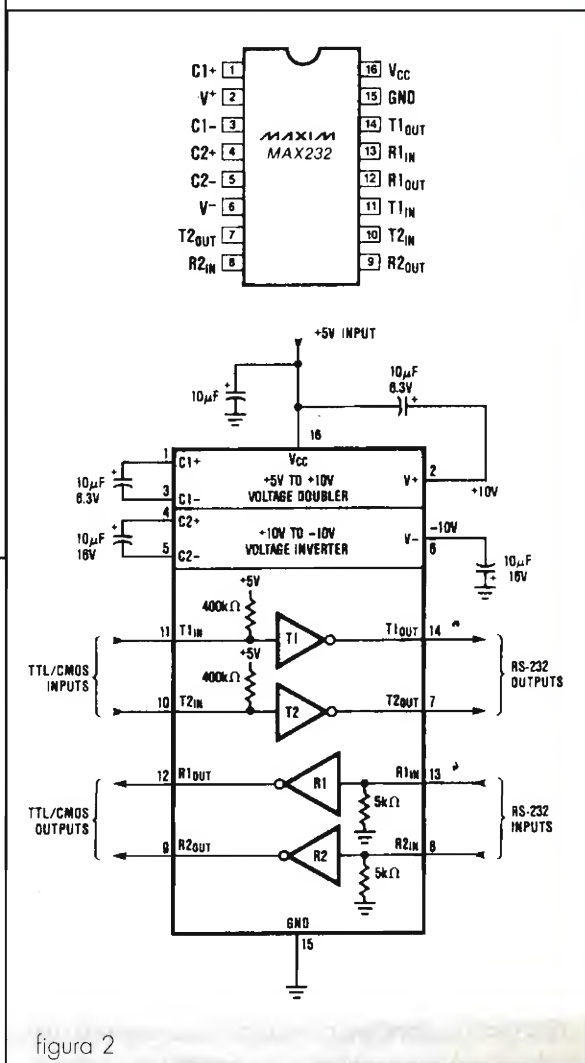 C1+ 1 16 VCC
V+ 2 15 GND
C1- 3 14 T1OUT
C2+ 4 13 R1IN
C2- 5 12 R1OUT
V- 6 11 T1IN
T2OUT 7 10 T2IN
R2IN 8 9 R2OUT
MAXIM
MAX232
+5V INPUT
10µF
10µF
6.3V
16
1 C1+ VCC V+ 2
+5V TO +10V
VOLTAGE DOUBLER
+10V
10µF
6.3V
3 C1-
4 C2+
+10V TO -10V
VOLTAGE INVERTER
-10V
V- 6
10µF
16V
5 C2-
10µF
16V
+5V
400kΩ
11 T1IN T1 T1OUT 14
+5V
400kΩ
TTL/CMOS
INPUTS
RS-232
OUTPUTS
10 T2IN T2 T2OUT 7
12 R1OUT R1 R1IN 13
5kΩ
TTL/CMOS
OUTPUTS
RS-232
INPUTS
9 R2OUT R2 R2IN 8
5kΩ
GND
15
figura 2